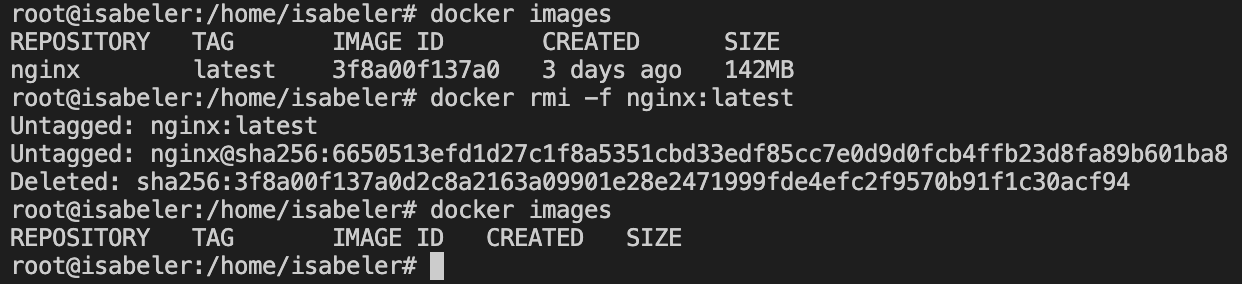 root@isabeler:/home/isabeler# docker images
REPOSITORY   TAG       IMAGE ID       CREATED      SIZE
nginx        latest    3f8a00f137a0   3 days ago   142MB
root@isabeler:/home/isabeler# docker rmi -f nginx:latest
Untagged: nginx:latest
Untagged: nginx@sha256:6650513efd1d27c1f8a5351cbd33edf85cc7e0d9d0fcb4ffb23d8fa89b601ba8
Deleted: sha256:3f8a00f137a0d2c8a2163a09901e28e2471999fde4efc2f9570b91f1c30acf94
root@isabeler:/home/isabeler# docker images
REPOSITORY   TAG       IMAGE ID   CREATED   SIZE
root@isabeler:/home/isabeler#